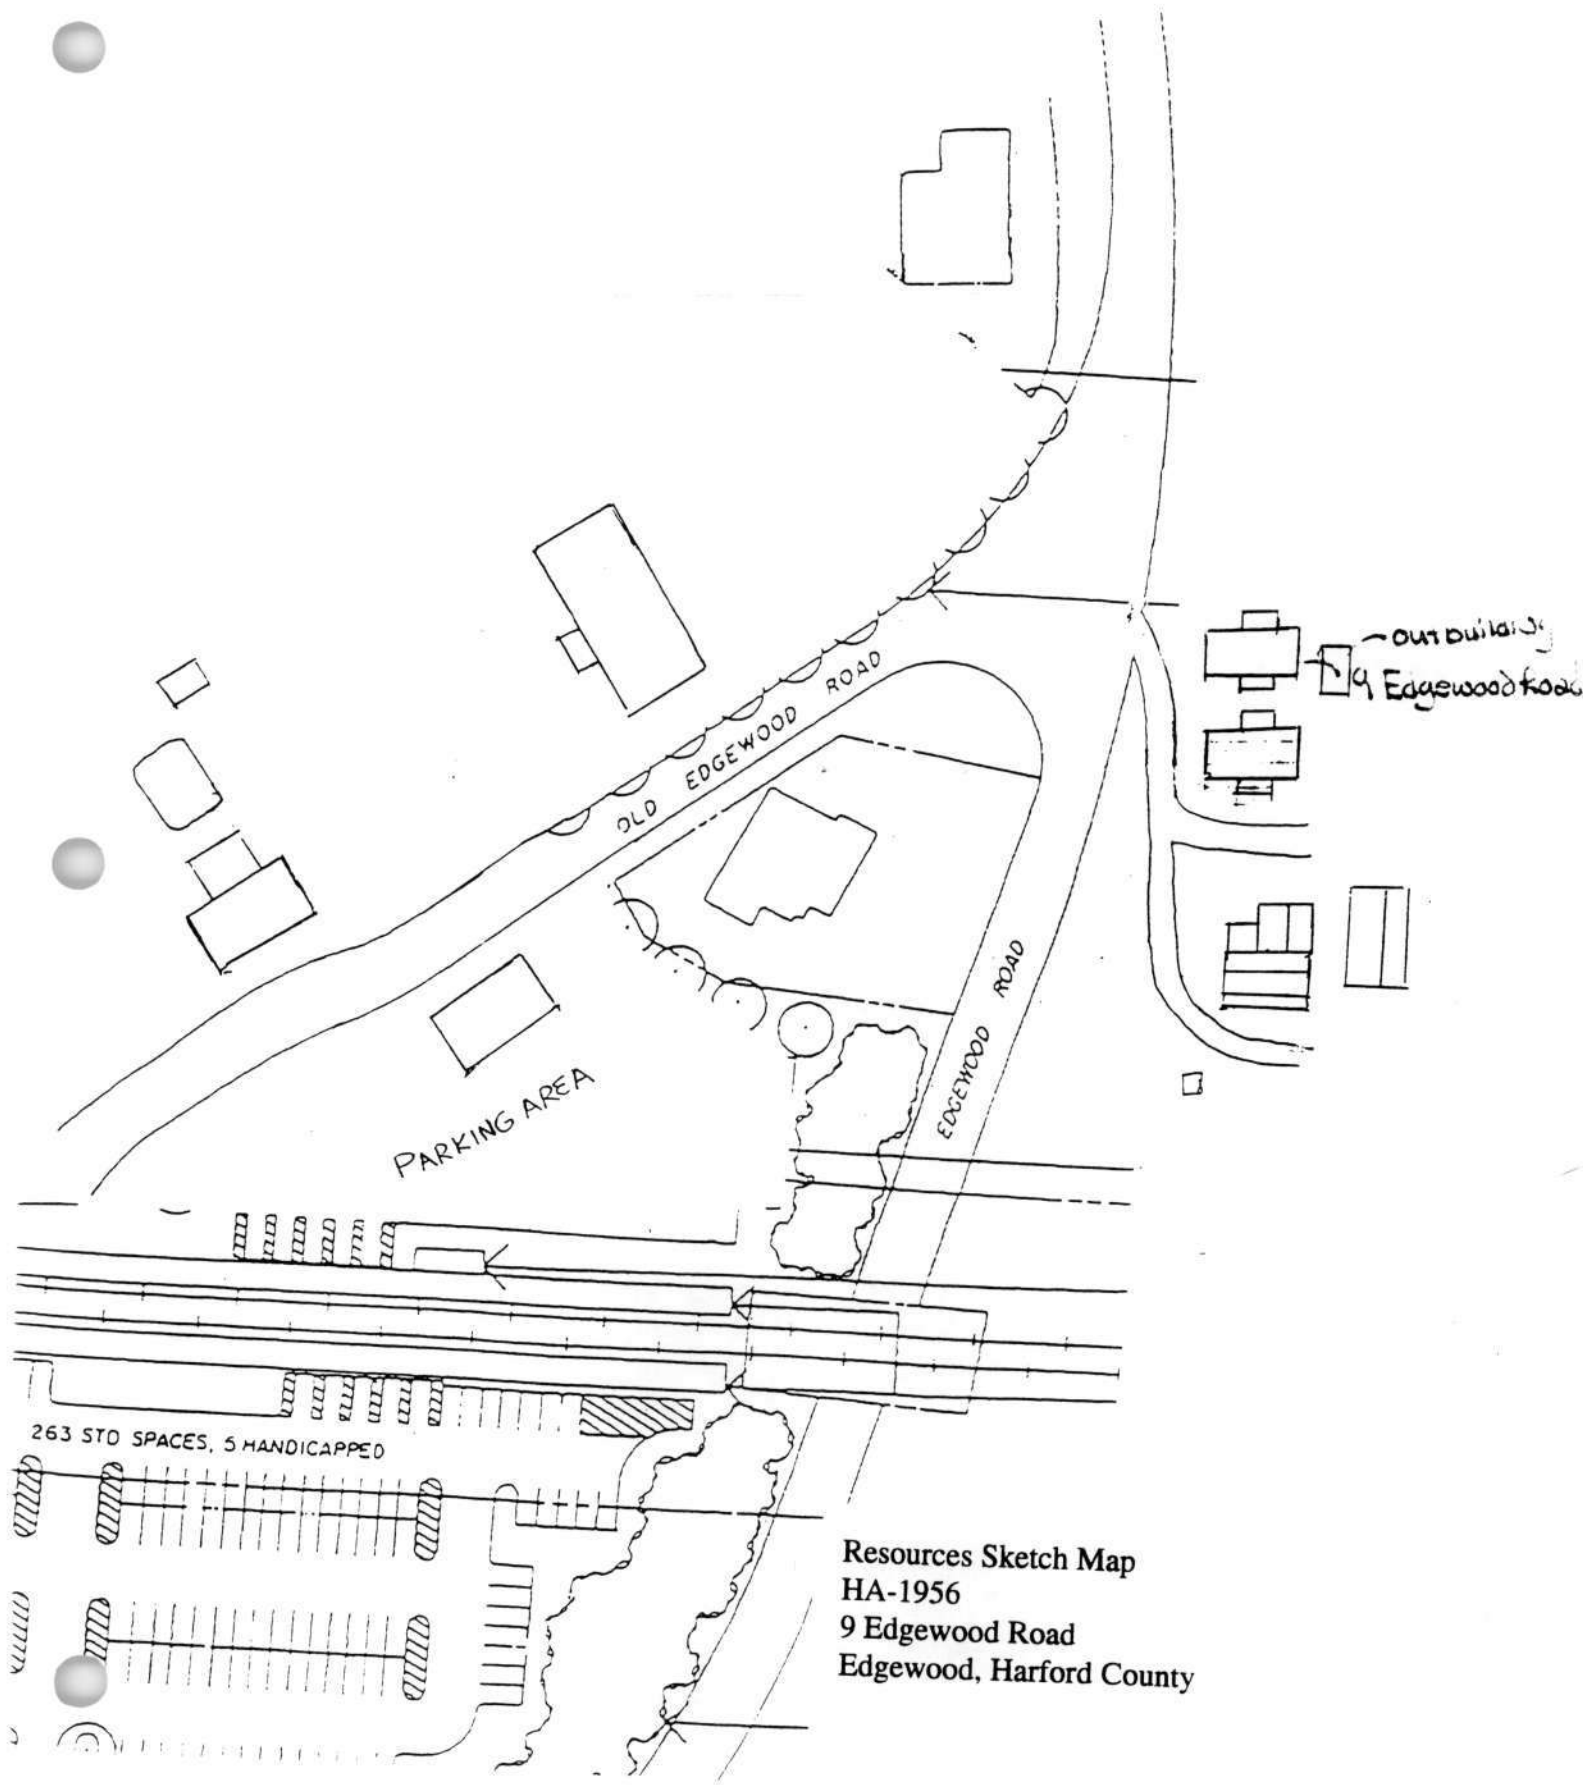 ~ outbuilding
9 Edgewood Road
OLD EDGEWOOD ROAD
EDGEWOOD ROAD
PARKING AREA
263 STD SPACES, 5 HANDICAPPED
Resources Sketch Map
HA-1956
9 Edgewood Road
Edgewood, Harford County